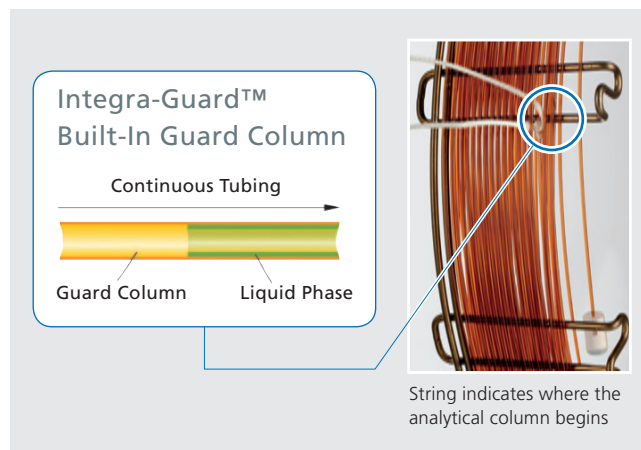 Integra-Guard™
Built-In Guard Column
Continuous Tubing
Guard Column
Liquid Phase
String indicates where the
analytical column begins